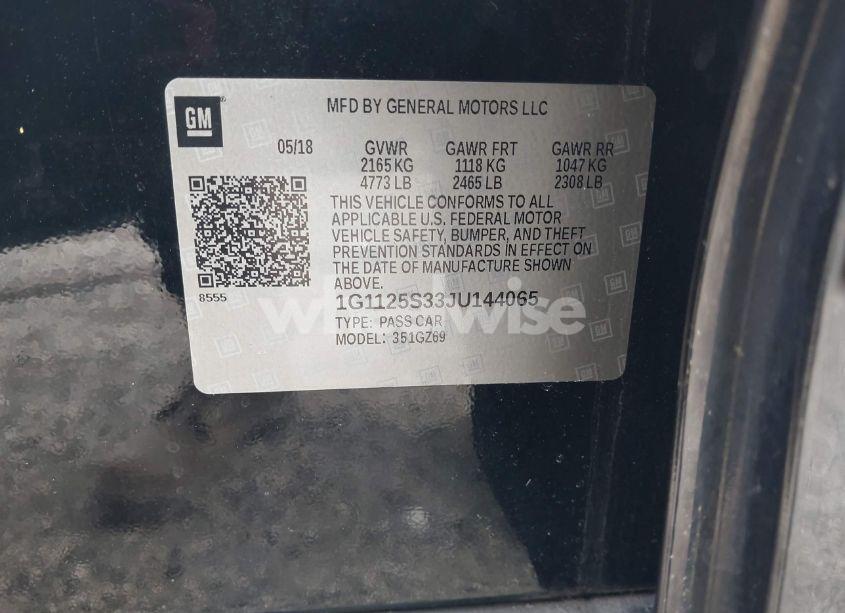 GM
MFD BY GENERAL MOTORS LLC
05/18 GVWR GAWR FRT GAWR RR
2165 KG 1118 KG 1047 KG
4773 LB 2465 LB 2308 LB
THIS VEHICLE CONFORMS TO ALL
APPLICABLE U.S. FEDERAL MOTOR
VEHICLE SAFETY, BUMPER, AND THEFT
PREVENTION STANDARDS IN EFFECT ON
THE DATE OF MANUFACTURE SHOWN
ABOVE.
8555
1G1125S33JU144065
TYPE: PASS CAR
MODEL: 351GZ69